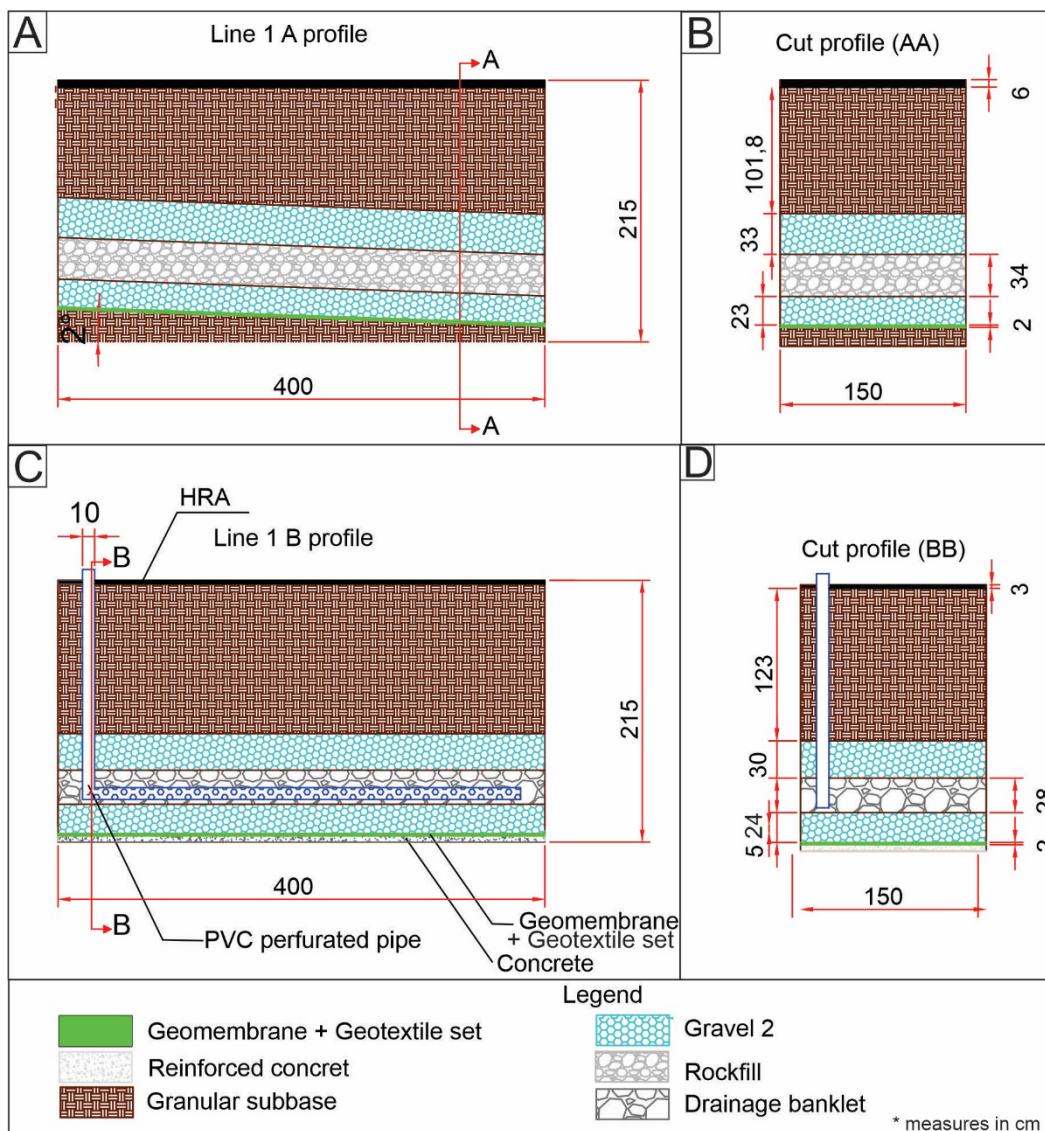 A
Line 1 A profile
A
215
2°
400
A
B
Cut profile (AA)
6
101,8
33
34
23
2
150
C
10
HRA
B
Line 1 B profile
215
400
B
PVC perfurated pipe
Geomembrane
+ Geotextile set
Concrete
D
Cut profile (BB)
3
123
30
28
24
5
150
Legend
Geomembrane + Geotextile set
Reinforced concret
Granular subbase
Gravel 2
Rockfill
Drainage banklet
* measures in cm